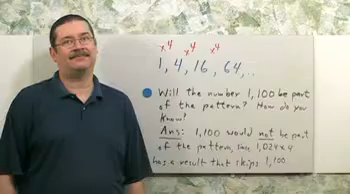 x4 x4 x4
1, 4, 16, 64,..
Will the number 1,100 be part
of the pattern? How do you
know?
Ans: 1,100 would not be part
of the pattern, since 1,024 x 4
has a result that skips 1,100